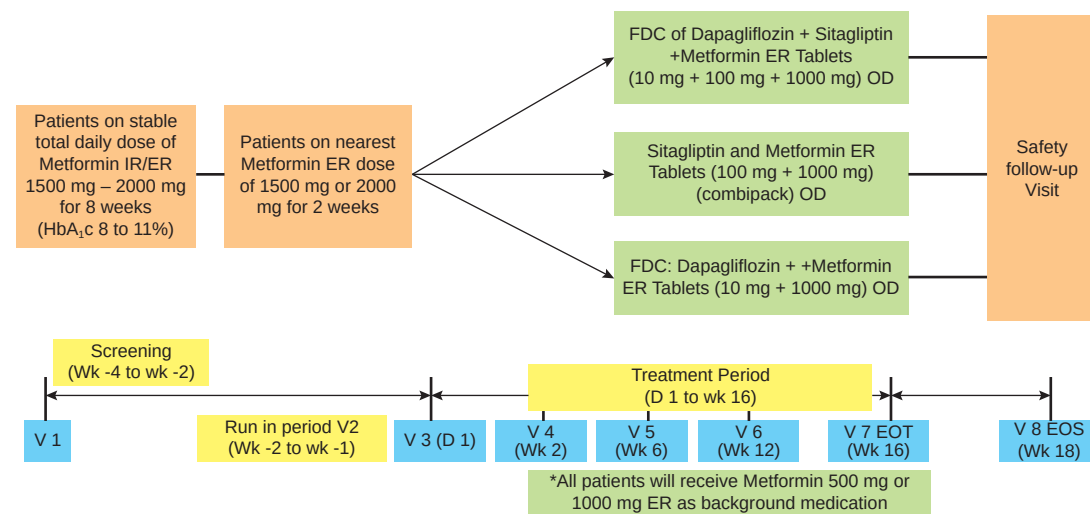 Patients on stable
total daily dose of
Metformin IR/ER
1500 mg – 2000 mg
for 8 weeks
(HbA₁c 8 to 11%)
Patients on nearest
Metformin ER dose
of 1500 mg or 2000
mg for 2 weeks
FDC of Dapagliflozin + Sitagliptin
+Metformin ER Tablets
(10 mg + 100 mg + 1000 mg) OD
Sitagliptin and Metformin ER
Tablets (100 mg + 1000 mg)
(combipack) OD
FDC: Dapagliflozin + +Metformin
ER Tablets (10 mg + 1000 mg) OD
Safety
follow-up
Visit
Screening
(Wk -4 to wk -2)
Treatment Period
(D 1 to wk 16)
V 1
Run in period V2
(Wk -2 to wk -1)
V 3 (D 1)
V 4
(Wk 2)
V 5
(Wk 6)
V 6
(Wk 12)
V 7 EOT
(Wk 16)
V 8 EOS
(Wk 18)
*All patients will receive Metformin 500 mg or
1000 mg ER as background medication